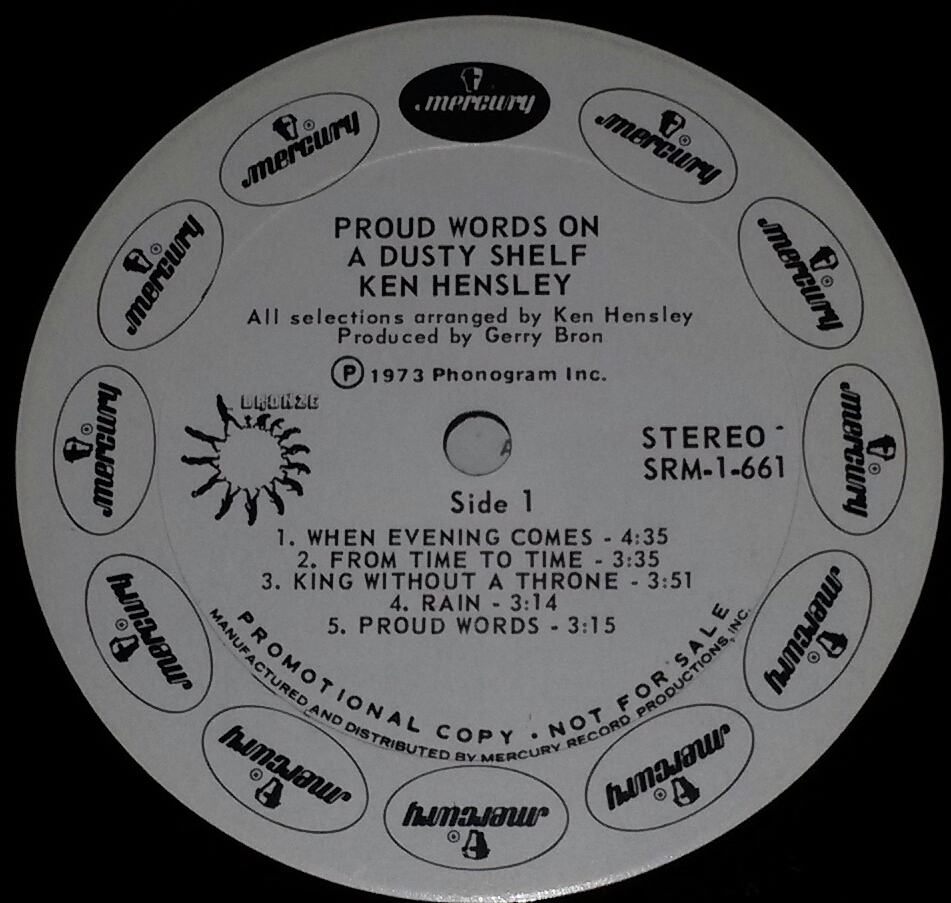 mercury
mercury ®
mercury ®
mercury ®
mercury ®
mercury ®
mercury ®
mercury ®
mercury ®
mercury ®
mercury ®
mercury ®
PROUD WORDS ON
A DUSTY SHELF
KEN HENSLEY
All selections arranged by Ken Hensley
Produced by Gerry Bron
Ⓟ 1973 Phonogram Inc.
BRONZE
STEREO
SRM-1-661
Side 1
1. WHEN EVENING COMES - 4:35
2. FROM TIME TO TIME - 3:35
3. KING WITHOUT A THRONE - 3:51
4. RAIN - 3:14
5. PROUD WORDS - 3:15
PROMOTIONAL COPY · NOT FOR SALE
MANUFACTURED AND DISTRIBUTED BY MERCURY RECORD PRODUCTIONS, INC.